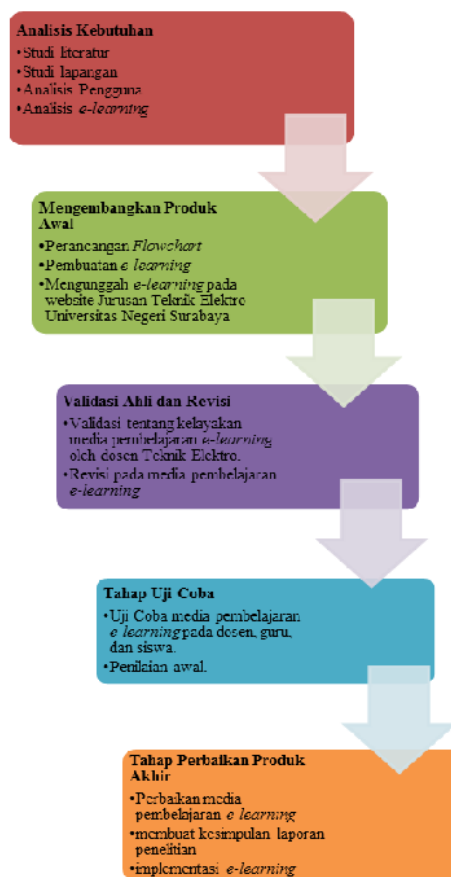 Analisis Kebutuhan
•Studi literatur
•Studi lapangan
•Analisis Pengguna
•Analisis e-learning
Mengembangkan Produk
Awal
•Perancangan Flowchart
•Pembuatan e learning
•Mengunggah e-learning pada
website Jurusan Teknik Elektro
Universitas Negeri Surabaya
Validasi Ahli dan Revisi
•Validasi tentang kelayakan
media pembelajaran e-learning
oleh dosen Teknik Elektro.
•Revisi pada media pembelajaran
e-learning
Tahap Uji Coba
•Uji Coba media pembelajaran
e learning pada dosen, guru,
dan siswa.
•Penilaian awal.
Tahap Perbaikan Produk
Akhir
•Perbaikan media
pembelajaran e learning
•membuat kesimpulan laporan
penelitian
•implementasi e-learning